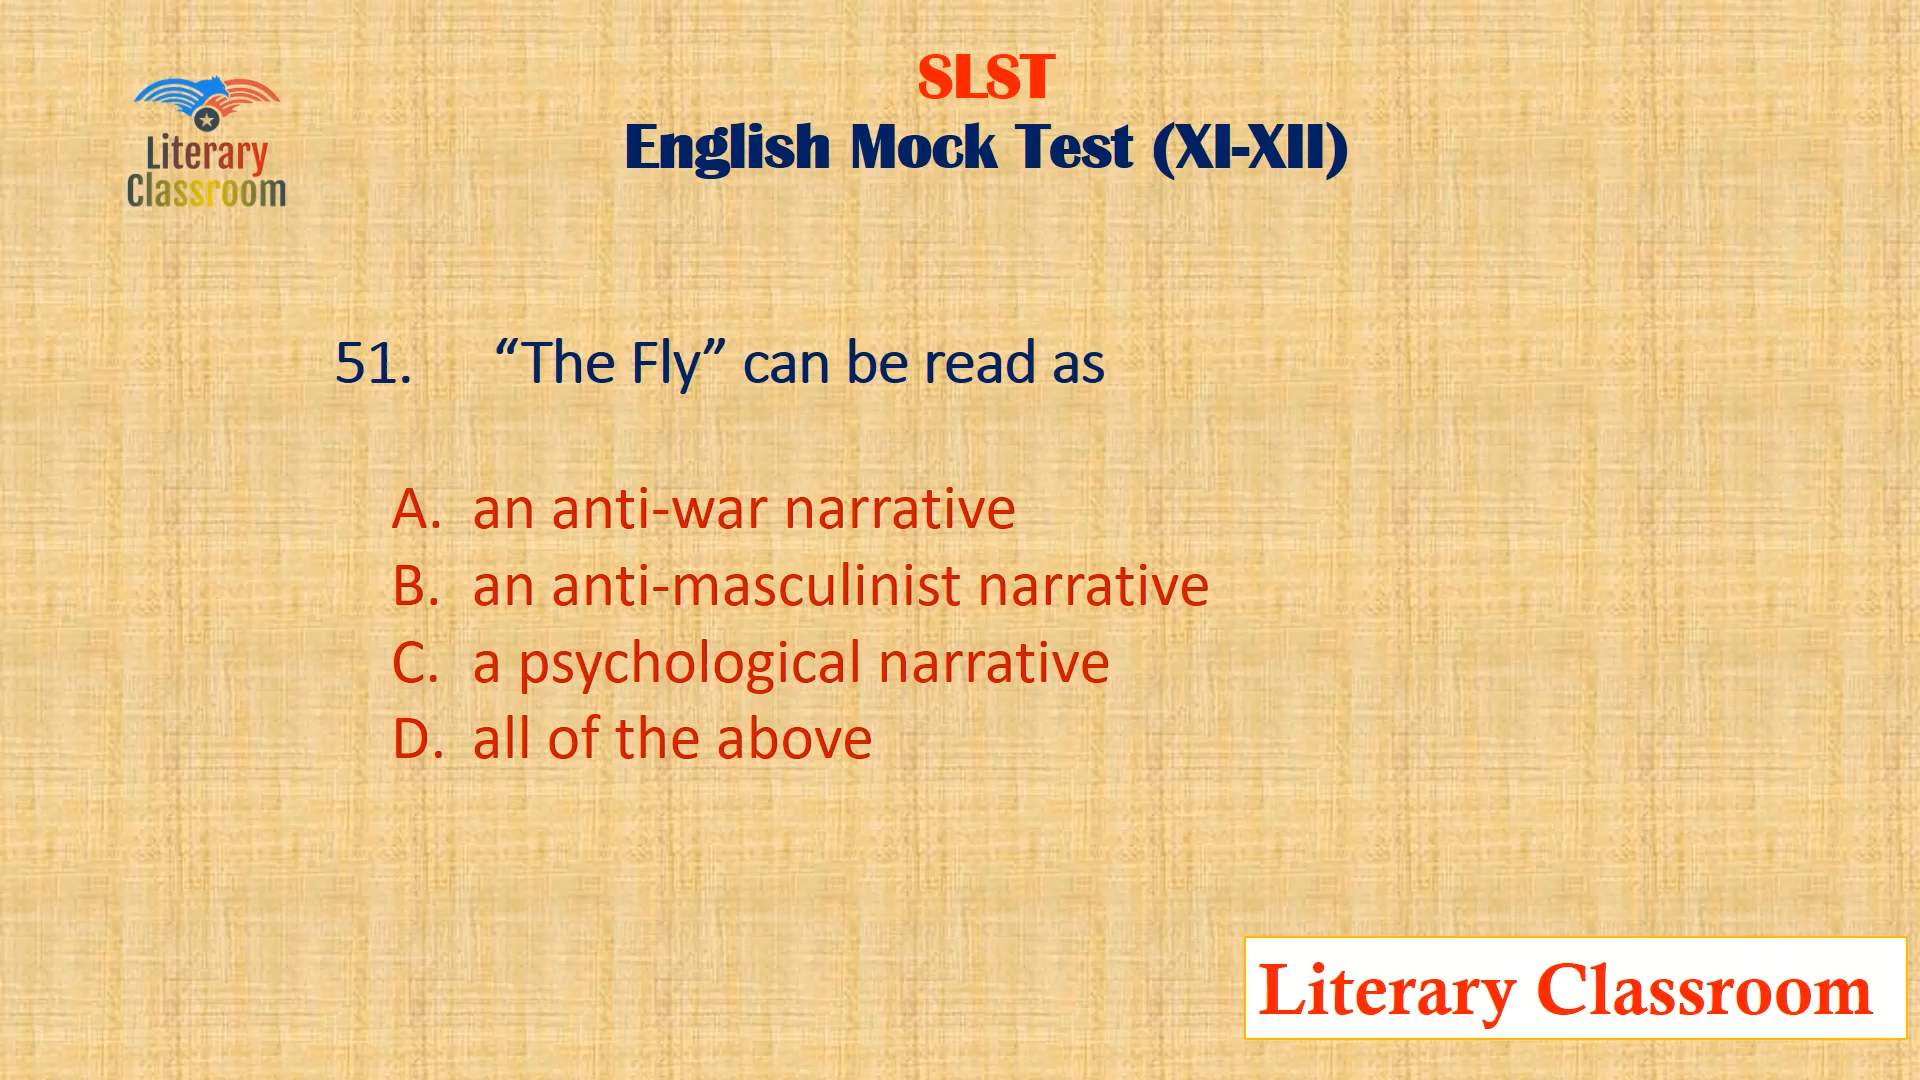 SLST
English Mock Test (XI-XII)
Literary
Classroom
51. “The Fly” can be read as
A. an anti-war narrative
B. an anti-masculinist narrative
C. a psychological narrative
D. all of the above
Literary Classroom